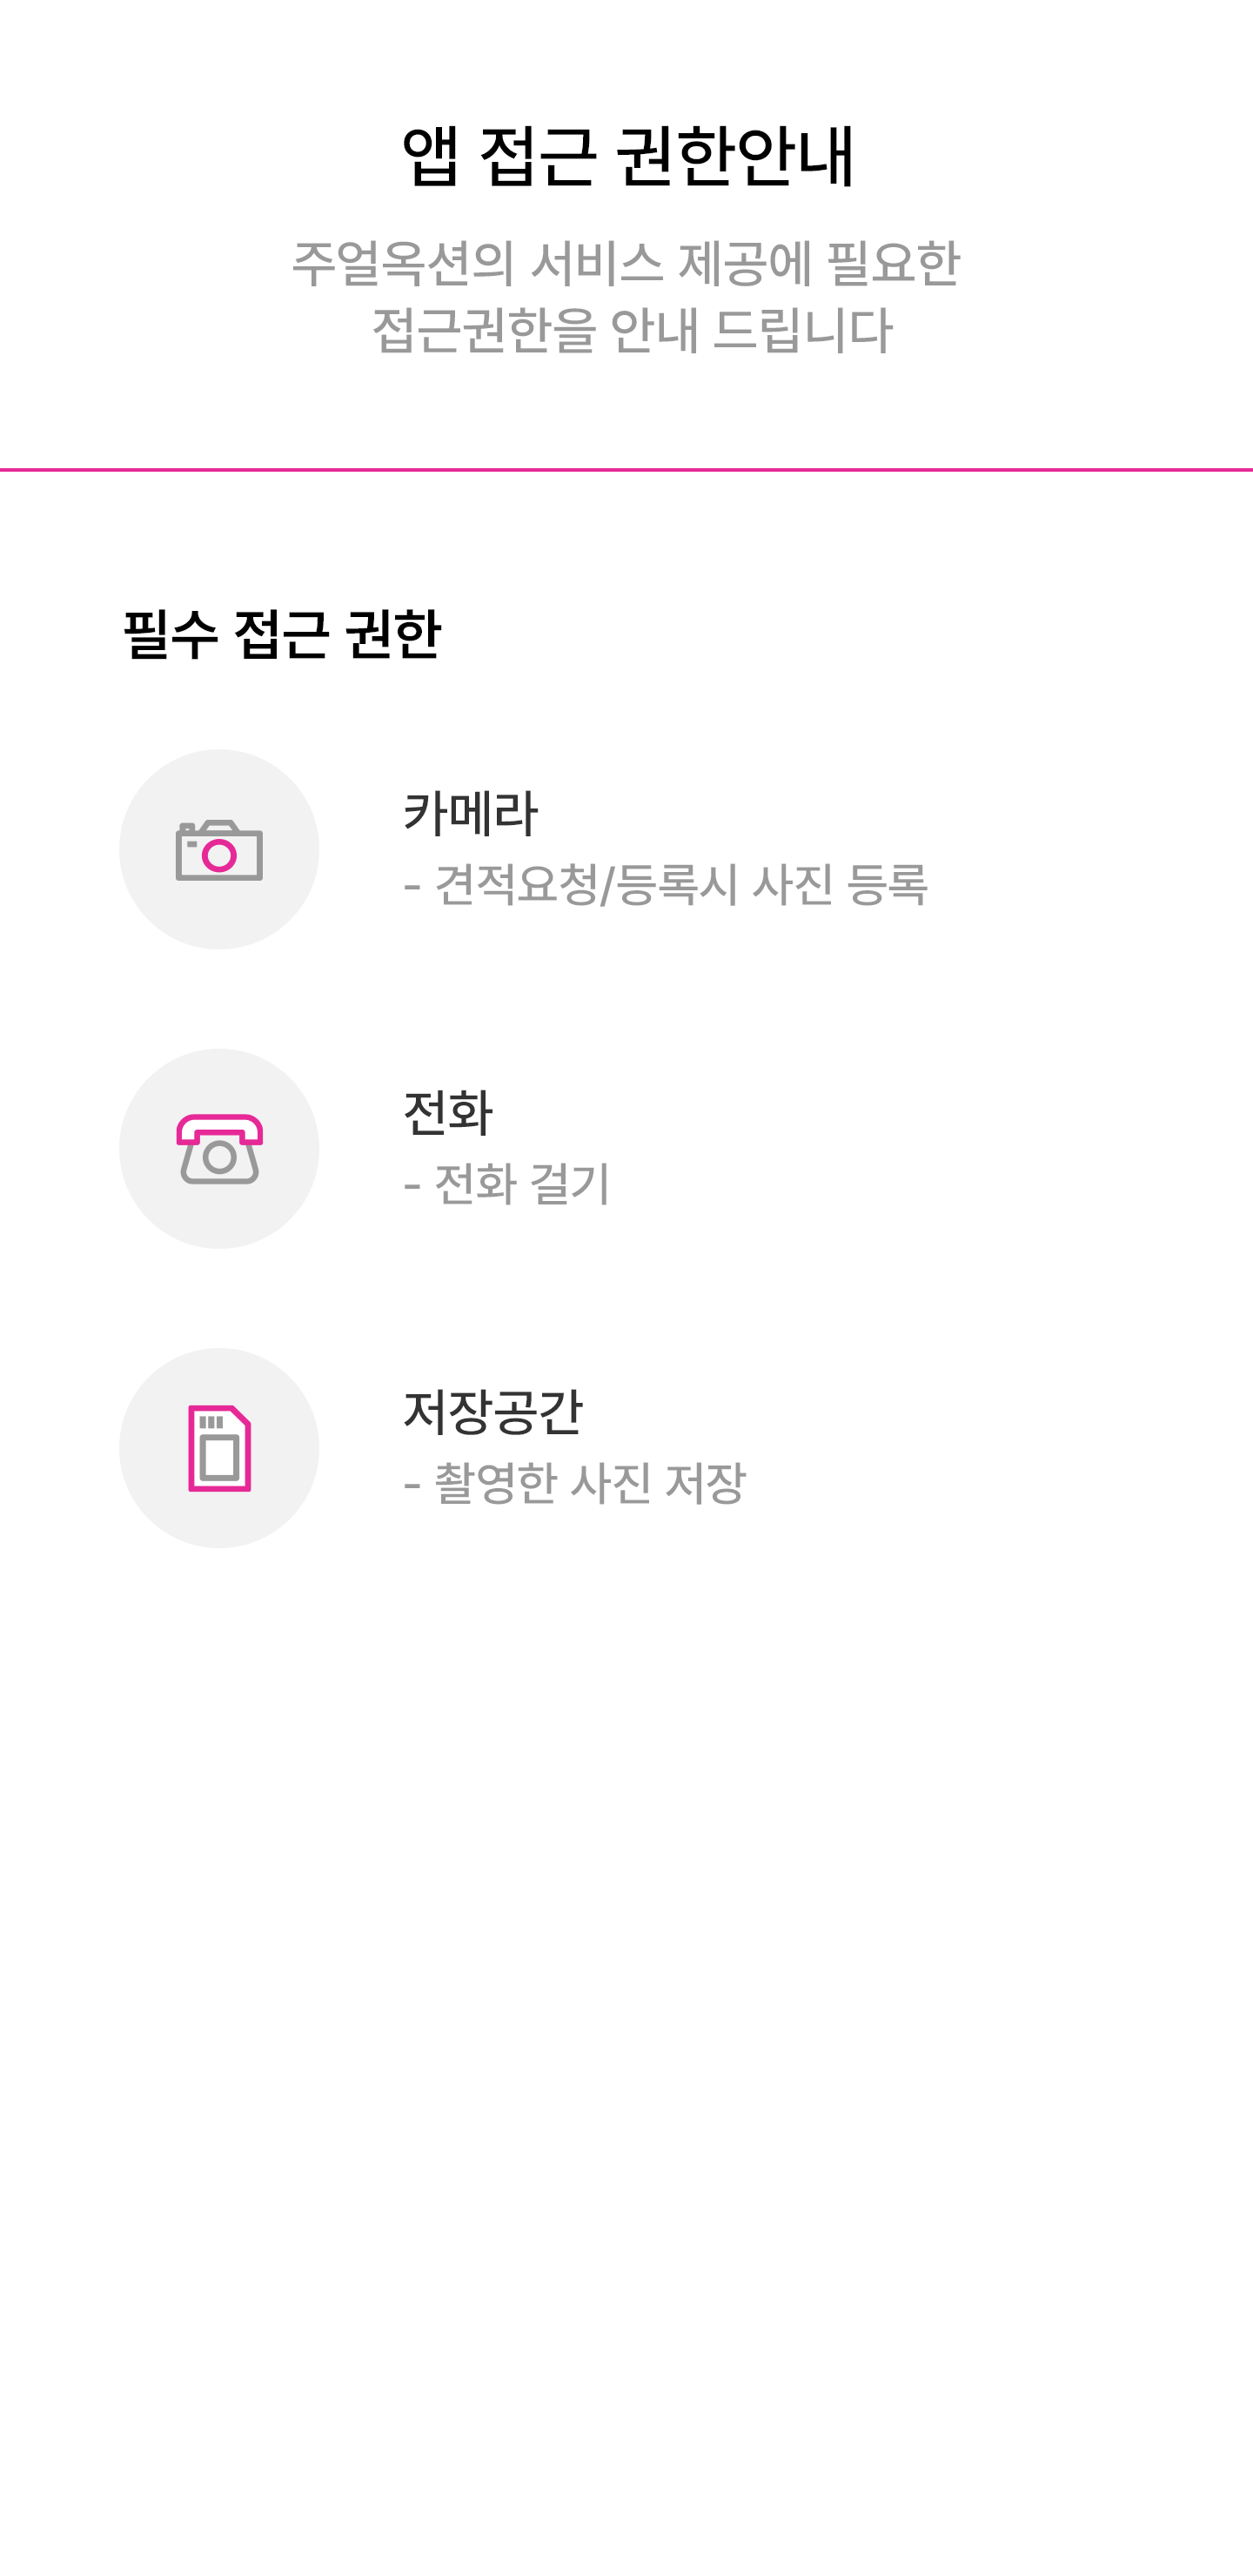 앱 접근 권한안내
주얼옥션의 서비스 제공에 필요한
접근권한을 안내 드립니다
필수 접근 권한
카메라
- 견적요청/등록시 사진 등록
전화
- 전화 걸기
저장공간
- 촬영한 사진 저장